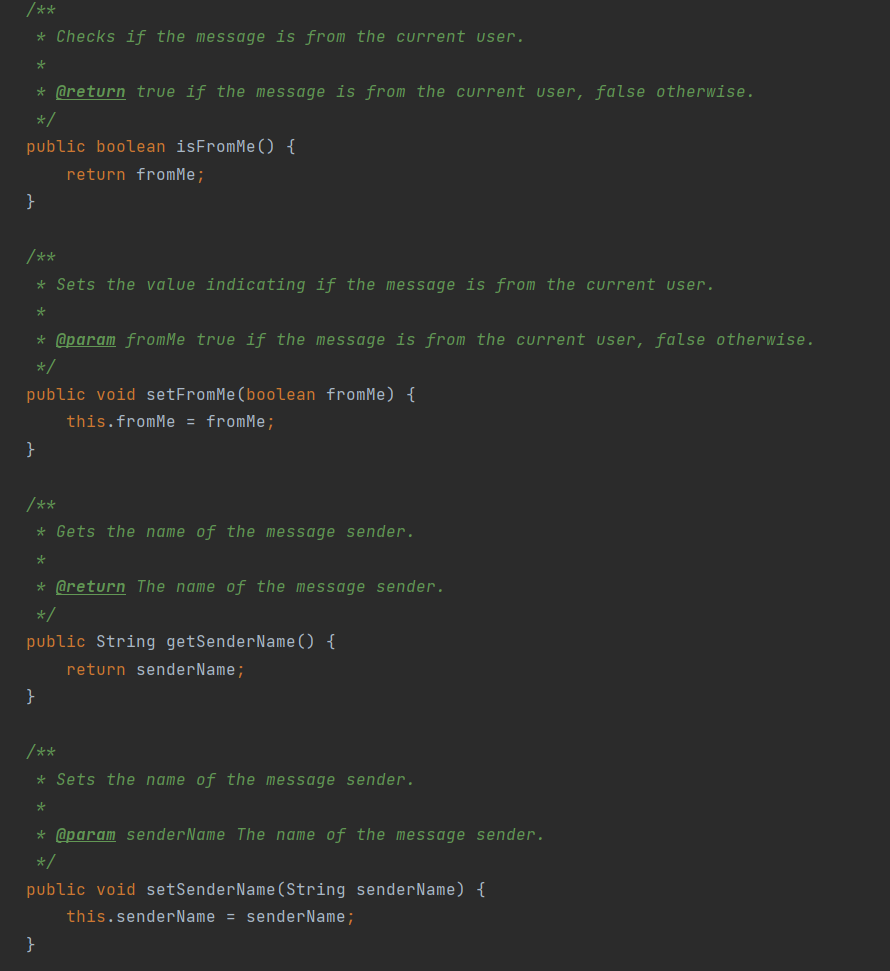 /**
 * Checks if the message is from the current user.
 *
 * @return true if the message is from the current user, false otherwise.
 */
public boolean isFromMe() {
    return fromMe;
}

/**
 * Sets the value indicating if the message is from the current user.
 *
 * @param fromMe true if the message is from the current user, false otherwise.
 */
public void setFromMe(boolean fromMe) {
    this.fromMe = fromMe;
}

/**
 * Gets the name of the message sender.
 *
 * @return The name of the message sender.
 */
public String getSenderName() {
    return senderName;
}

/**
 * Sets the name of the message sender.
 *
 * @param senderName The name of the message sender.
 */
public void setSenderName(String senderName) {
    this.senderName = senderName;
}